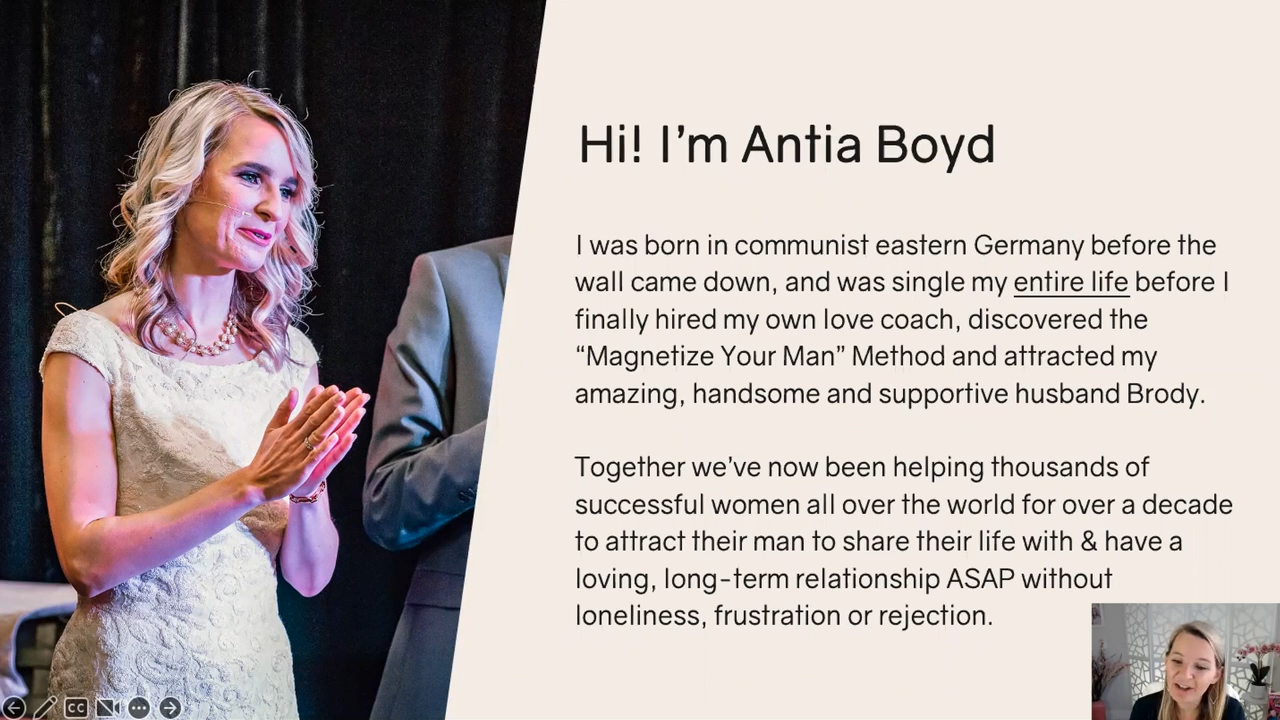 Hi! I'm Antia Boyd
I was born in communist eastern Germany before the
wall came down, and was single my entire life before I
finally hired my own love coach, discovered the
“Magnetize Your Man” Method and attracted my
amazing, handsome and supportive husband Brody.
Together we’ve now been helping thousands of
successful women all over the world for over a decade
to attract their man to share their life with & have a
loving, long-term relationship ASAP without
loneliness, frustration or rejection.
CC